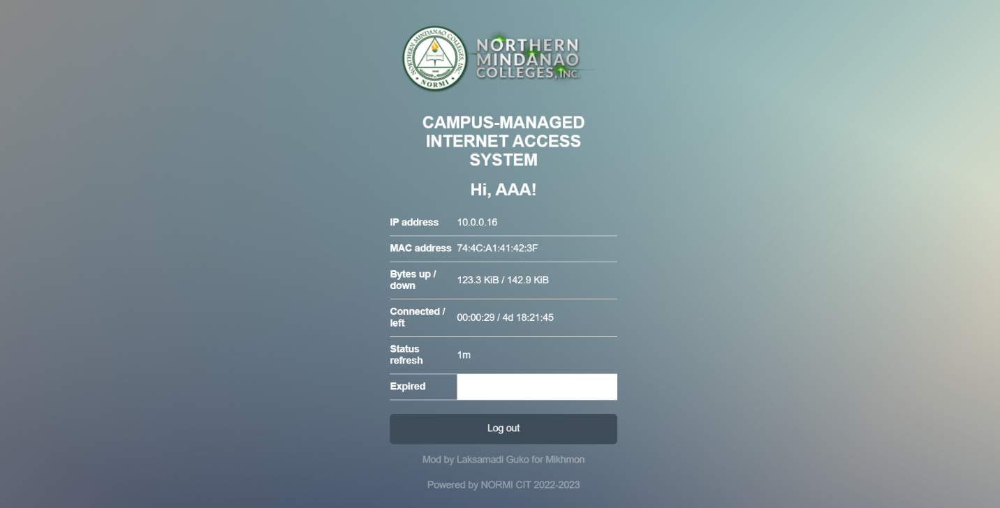 NORTHERN MINDANAO COLLEGES, INC.
NORMI
NORTHERN
MINDANAO
COLLEGES, INC.
CAMPUS-MANAGED
INTERNET ACCESS
SYSTEM
Hi, AAA!
IP address 10.0.0.16
MAC address 74:4C:A1:41:42:3F
Bytes up /
down 123.3 KiB / 142.9 KiB
Connected /
left 00:00:29 / 4d 18:21:45
Status
refresh 1m
Expired
Log out
Mod by Laksamadi Guko for Mikhmon
Powered by NORMI CIT 2022-2023